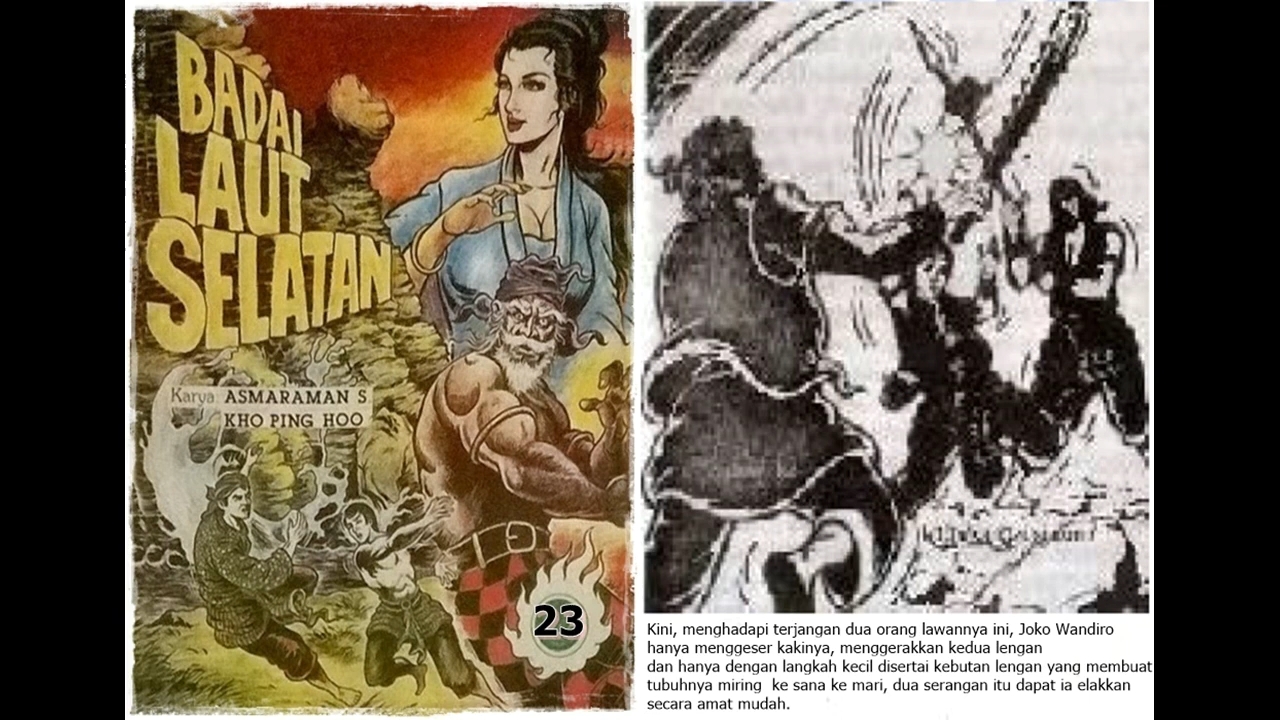 BADAI
LAUT
SELATAN
Karya: ASMARAMAN S
KHO PING HOO
23
Kini, menghadapi terjangan dua orang lawannya ini, Joko Wandiro
hanya menggeser kakinya, menggerakkan kedua lengan
dan hanya dengan langkah kecil disertai kebutan lengan yang membuat
tubuhnya miring  ke sana ke mari, dua serangan itu dapat ia elakkan
secara amat mudah.